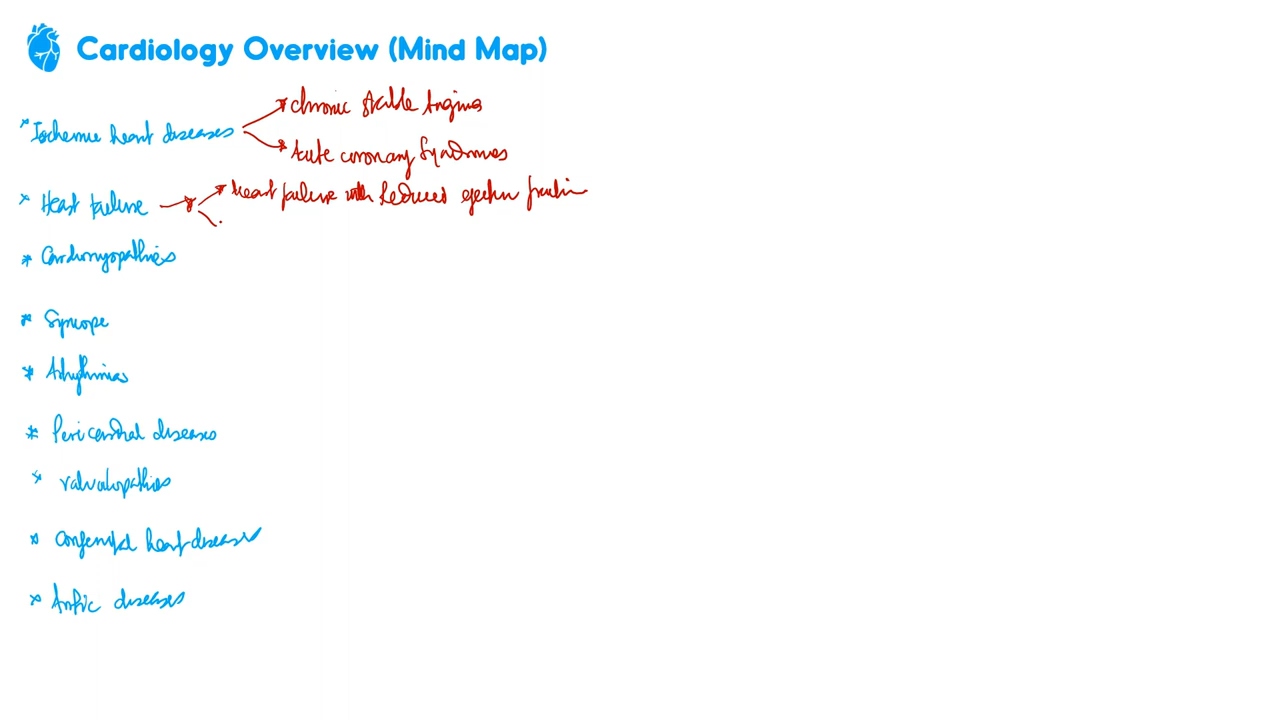 Cardiology Overview (Mind Map)
* Ischemic heart diseases
* chronic stable Angina
* Acute coronary Syndromes
* Heart failure
* Heart failure with Reduced ejection fraction
* Cardiomyopathies
* Syncope
* Arhythmias
* Pericardial diseases
* valvulopathies
* Congenital heart diseases
* Aortic diseases